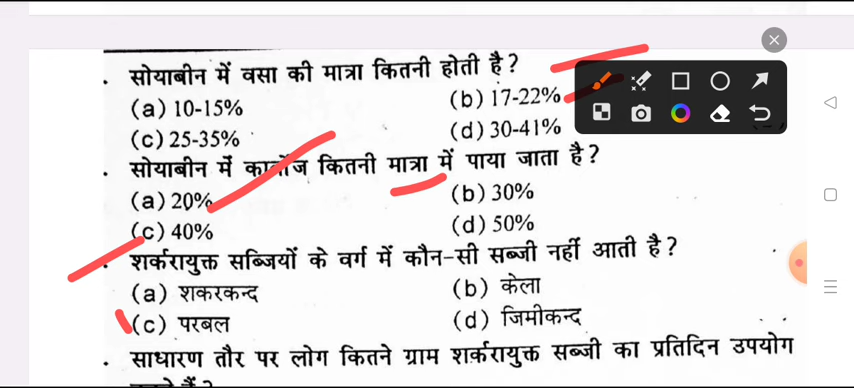 . सोयाबीन में वसा की मात्रा कितनी होती है?
(a) 10-15% (b) 17-22%
(c) 25-35% (d) 30-41%
. सोयाबीन में कार्बोज कितनी मात्रा में पाया जाता है?
(a) 20% (b) 30%
(c) 40% (d) 50%
. शर्करायुक्त सब्जियों के वर्ग में कौन-सी सब्जी नहीं आती है?
(a) शकरकन्द (b) केला
(c) परबल (d) जिमीकन्द
. साधारण तौर पर लोग कितने ग्राम शर्करायुक्त सब्जी का प्रतिदिन उपयोग